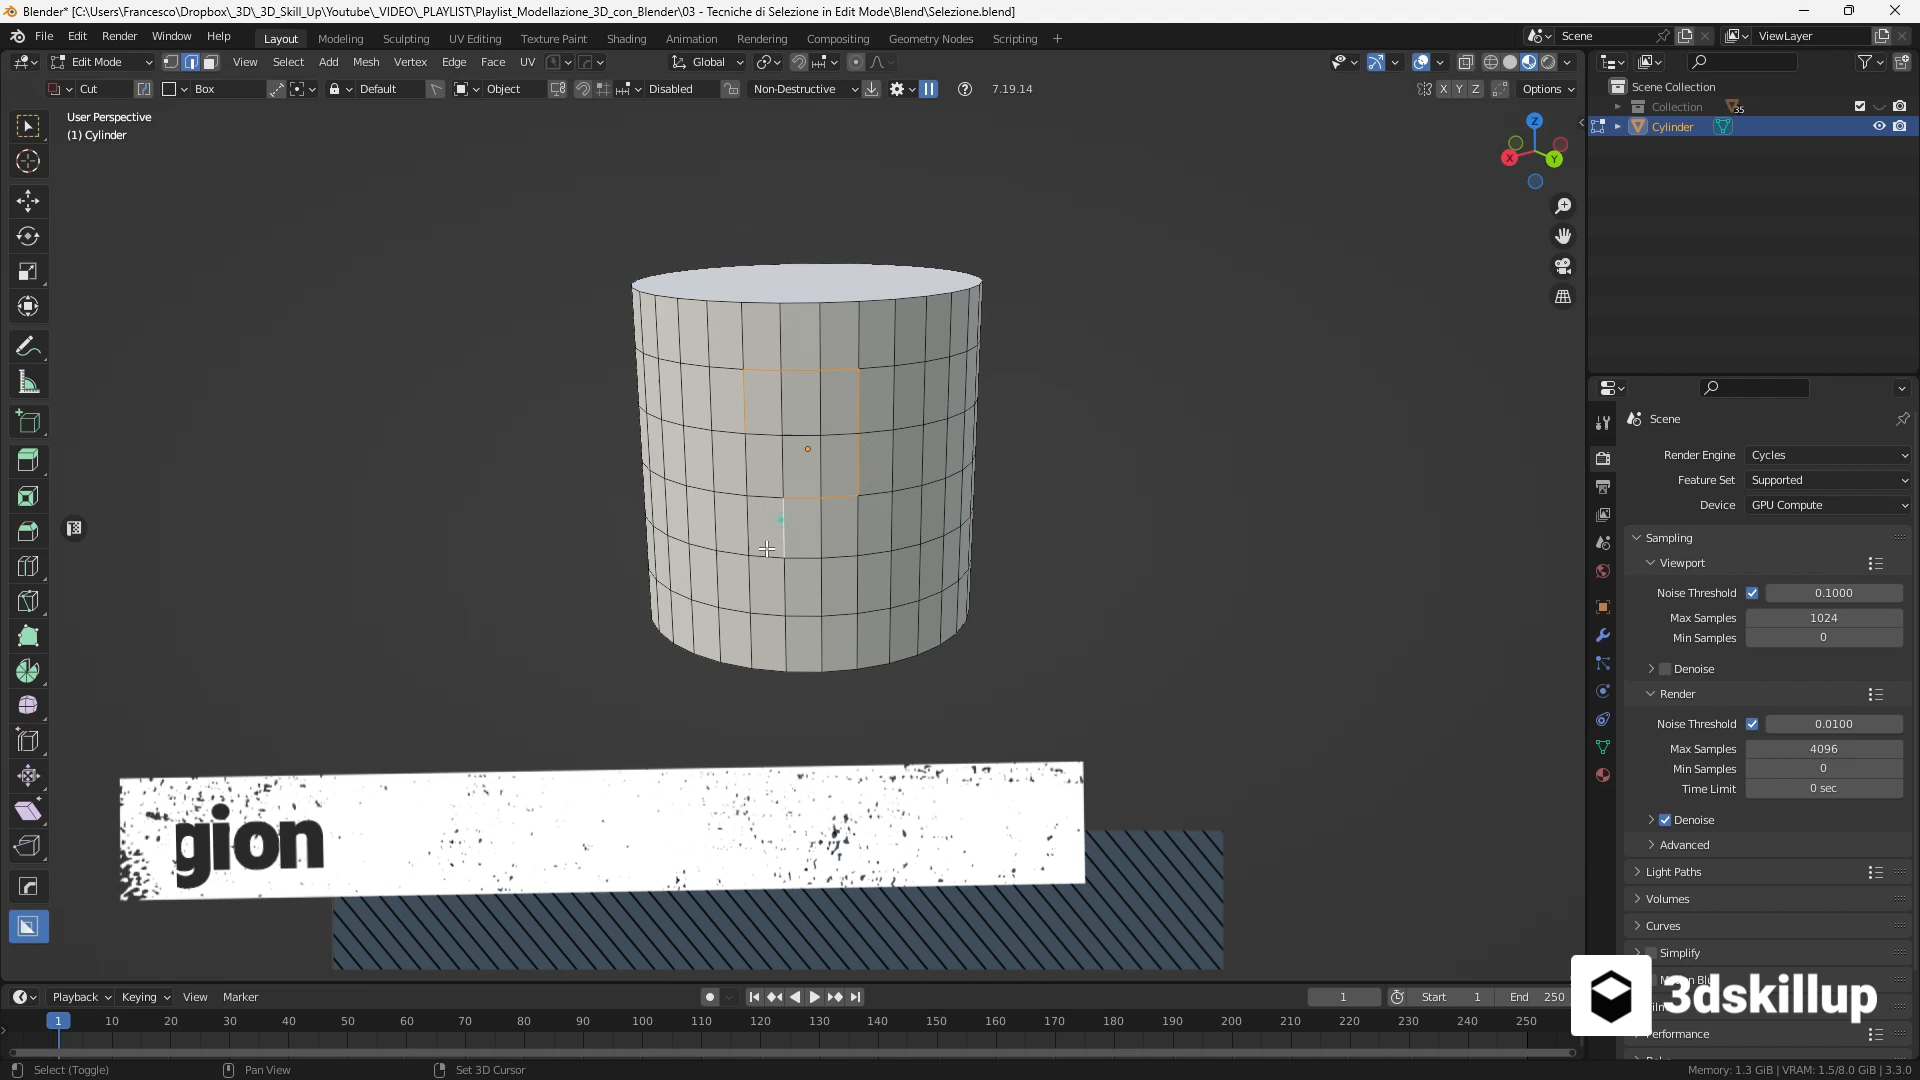 Blender* [C:\Users\Francesco\Dropbox\_3D\_3D_Skill_Up\Youtube\_VIDEO\_PLAYLIST\Playlist_Modellazione_3D_con_Blender\03 - Tecniche di Selezione in Edit Mode\Blend\Selezione.blend]
File Edit Render Window Help Layout Modeling Sculpting UV Editing Texture Paint Shading Animation Rendering Compositing Geometry Nodes Scripting + Scene ViewLayer
Edit Mode View Select Add Mesh Vertex Edge Face UV Global
Cut Box Default Object Disabled Non-Destructive 7.19.14 X Y Z Options
User Perspective
(1) Cylinder
Z
X
Y
Scene Collection
Collection 35
Cylinder
Scene
Render Engine Cycles
Feature Set Supported
Device GPU Compute
Sampling
Viewport
Noise Threshold 0.1000
Max Samples 1024
Min Samples 0
Denoise
Render
Noise Threshold 0.0100
Max Samples 4096
Min Samples 0
Time Limit 0 sec
Denoise
Advanced
Light Paths
Volumes
Curves
Simplify
Performance
gion
3dskillup
Playback Keying View Marker 1 Start 1 End 250
1 10 20 30 40 50 60 70 80 90 100 110 120 130 140 150 160 170 180 190 200 210 220 230 240 250
Select (Toggle) Pan View Set 3D Cursor Memory: 1.3 GiB | VRAM: 1.5/8.0 GiB | 3.3.0